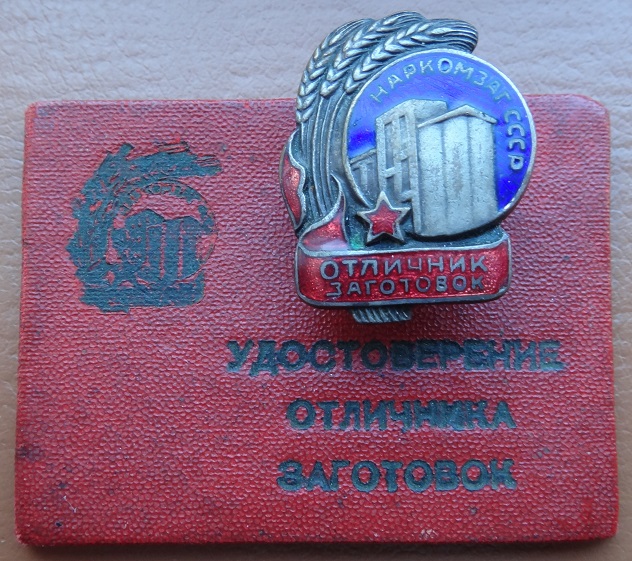 НАРКОМЗАГ СССР
ОТЛИЧНИК
ЗАГОТОВОК
УДОСТОВЕРЕНИЕ
ОТЛИЧНИКА
ЗАГОТОВОК